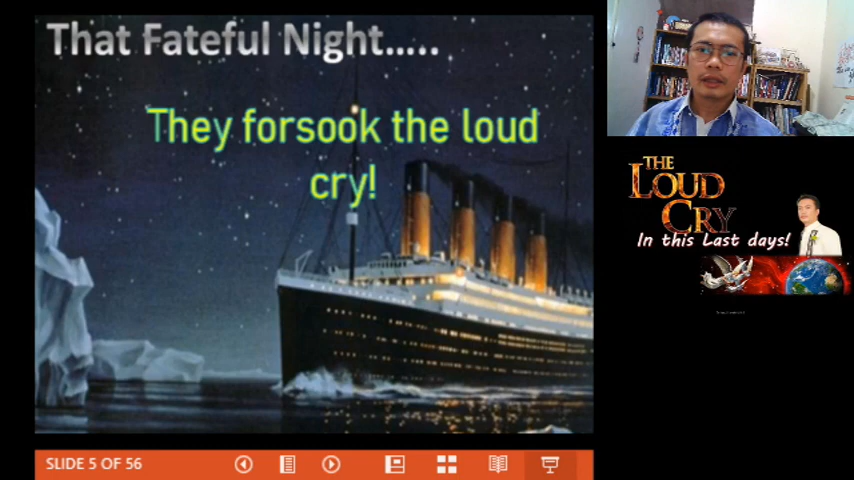 That Fateful Night.....
They forsook the loud
cry!
THE
LOUD
CRY
In this Last days!
SLIDE 5 OF 56